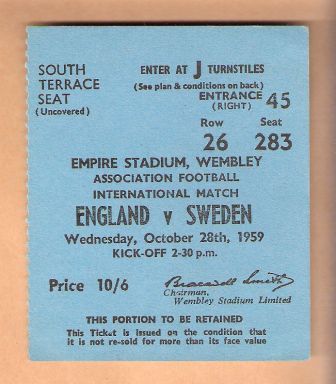 SOUTH TERRACE SEAT (Uncovered)
ENTER AT J TURNSTILES
(See plan & conditions on back)
ENTRANCE (RIGHT) 45
Row Seat
26 283
EMPIRE STADIUM, WEMBLEY
ASSOCIATION FOOTBALL
INTERNATIONAL MATCH
ENGLAND v SWEDEN
Wednesday, October 28th, 1959
KICK-OFF 2-30 p.m.
Price 10/6
Bracewell Smith
Chairman,
Wembley Stadium Limited
THIS PORTION TO BE RETAINED
This Ticket is issued on the condition that
it is not re-sold for more than its face value